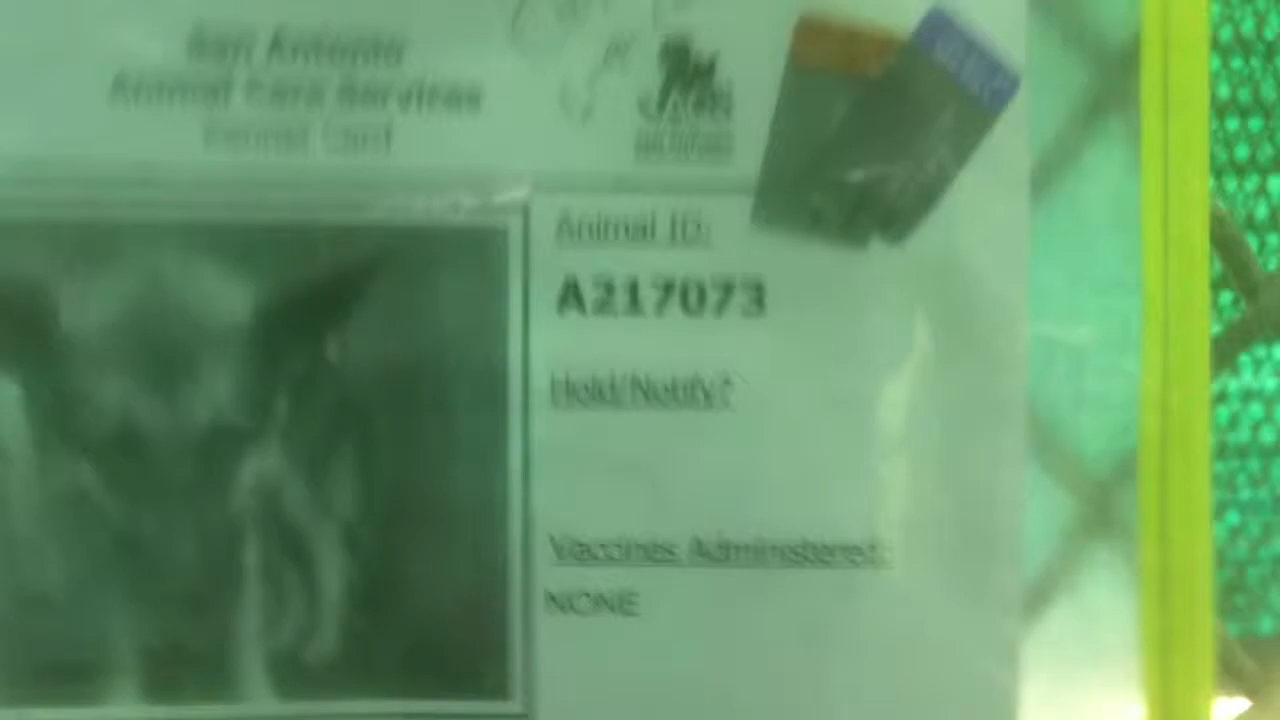 San Antonio
Animal Care Services
Kennel Card
Animal ID:
A217073
Hold/Notify?
Vaccines Administered:
NONE